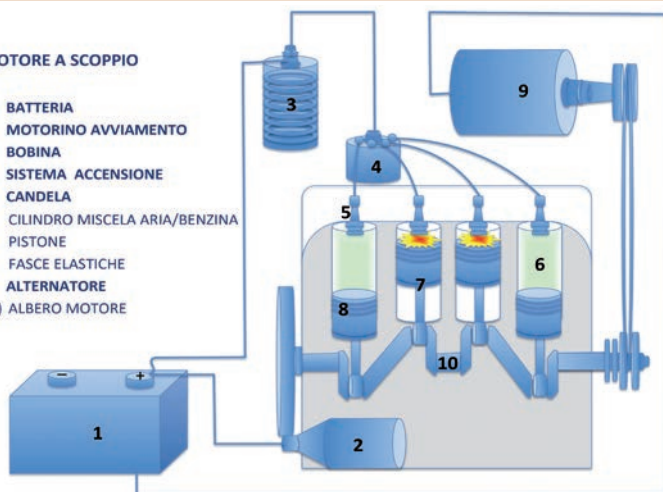 OTORE A SCOPPIO
BATTERIA
MOTORINO AVVIAMENTO
BOBINA
SISTEMA ACCENSIONE
CANDELA
CILINDRO MISCELA ARIA/BENZINA
PISTONE
FASCE ELASTICHE
ALTERNATORE
) ALBERO MOTORE
3
9
4
5
6
7
8
10
− +
1
2